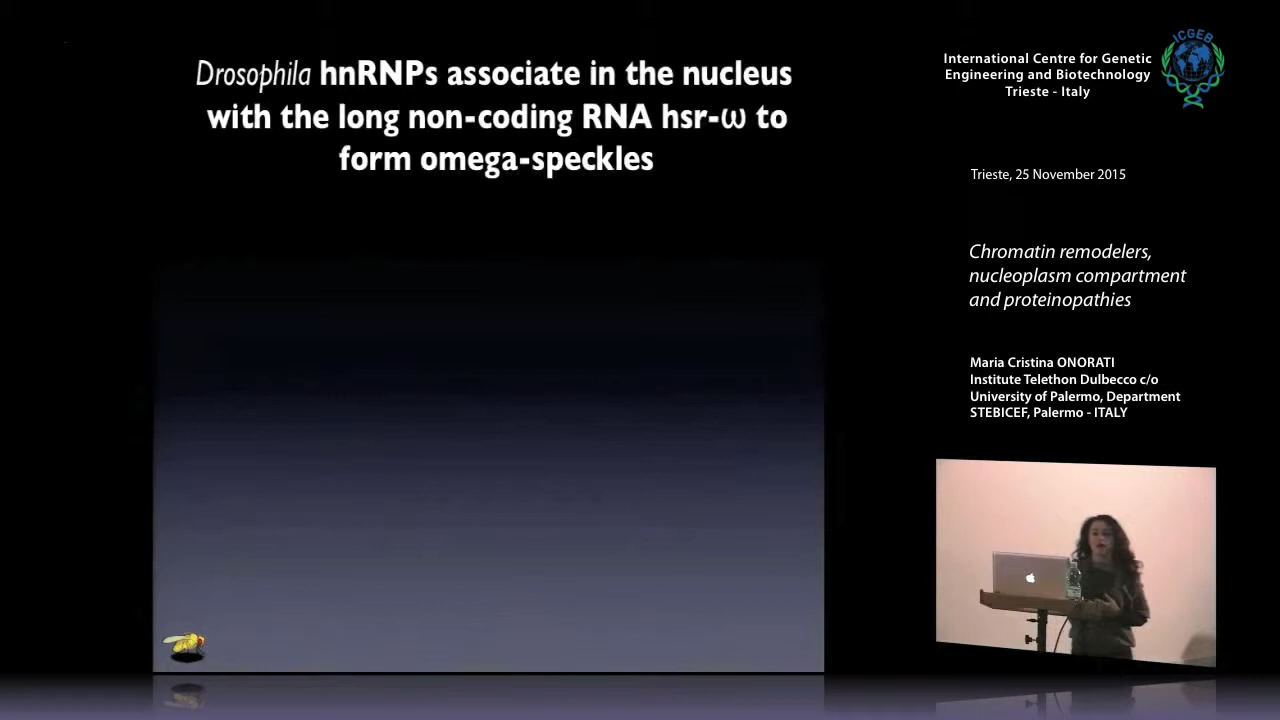 Drosophila hnRNPs associate in the nucleus
with the long non-coding RNA hsr-ω to
form omega-speckles
International Centre for Genetic
Engineering and Biotechnology
Trieste - Italy
ICGEB
Trieste, 25 November 2015
Chromatin remodelers,
nucleoplasm compartment
and proteinopathies
Maria Cristina ONORATI
Institute Telethon Dulbecco c/o
University of Palermo, Department
STEBICEF, Palermo - ITALY